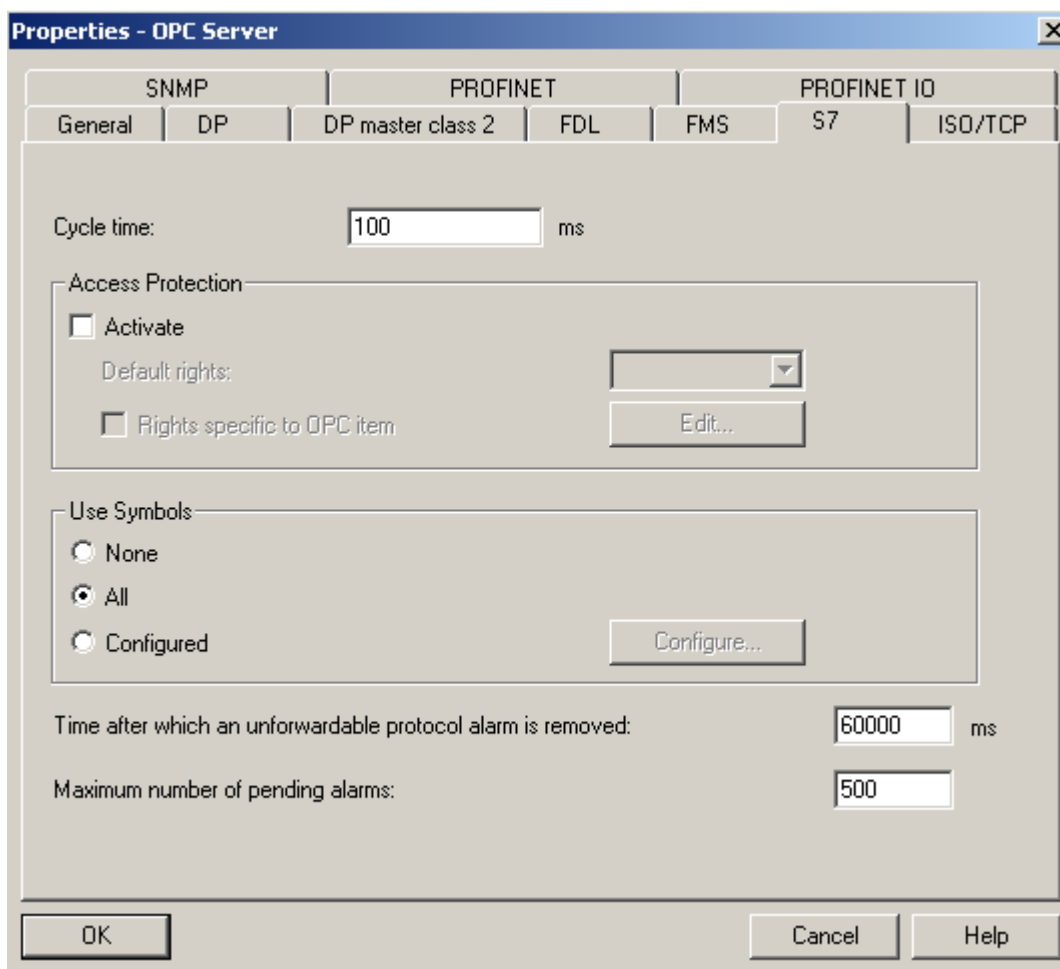 Properties - OPC Server
SNMP PROFINET PROFINET IO
General DP DP master class 2 FDL FMS S7 ISO/TCP
Cycle time: 100 ms
Access Protection
Activate
Default rights:
Rights specific to OPC item Edit...
Use Symbols
None
All
Configured Configure...
Time after which an unforwardable protocol alarm is removed: 60000 ms
Maximum number of pending alarms: 500
OK Cancel Help